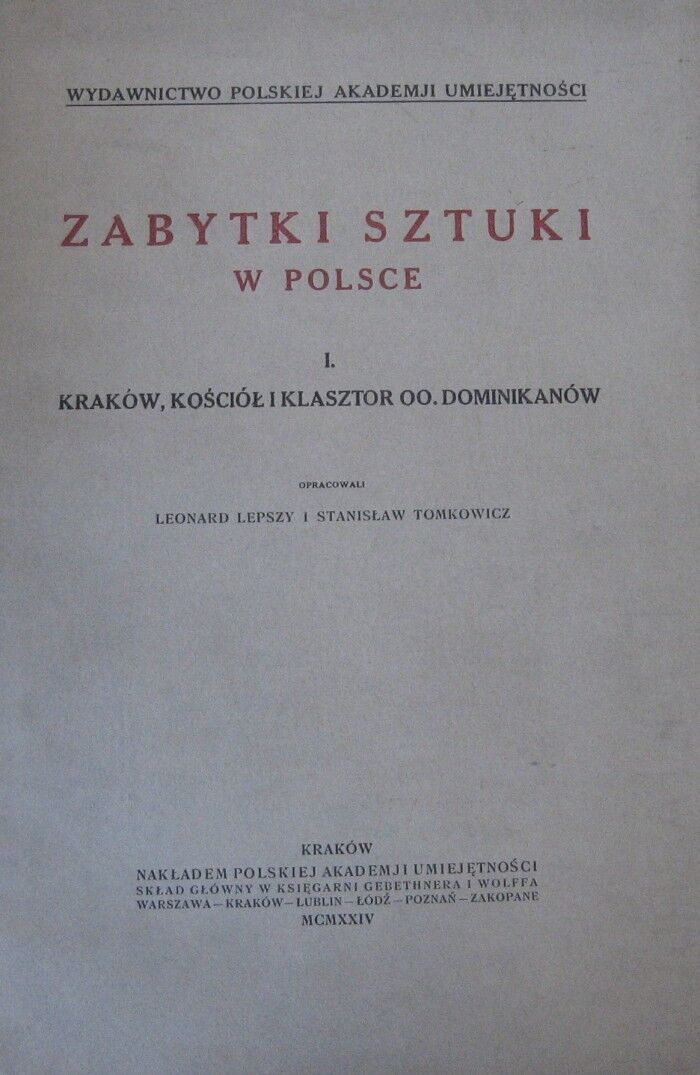 WYDAWNICTWO POLSKIEJ AKADEMJI UMIEJĘTNOŚCI
ZABYTKI SZTUKI
W POLSCE
I.
KRAKÓW, KOŚCIÓŁ I KLASZTOR OO. DOMINIKANÓW
OPRACOWALI
LEONARD LEPSZY I STANISŁAW TOMKOWICZ
KRAKÓW
NAKŁADEM POLSKIEJ AKADEMJI UMIEJĘTNOŚCI
SKŁAD GŁÓWNY W KSIĘGARNI GEBETHNERA I WOLFFA
WARSZAWA—KRAKÓW—LUBLIN—ŁÓDŹ—POZNAŃ—ZAKOPANE
MCMXXIV